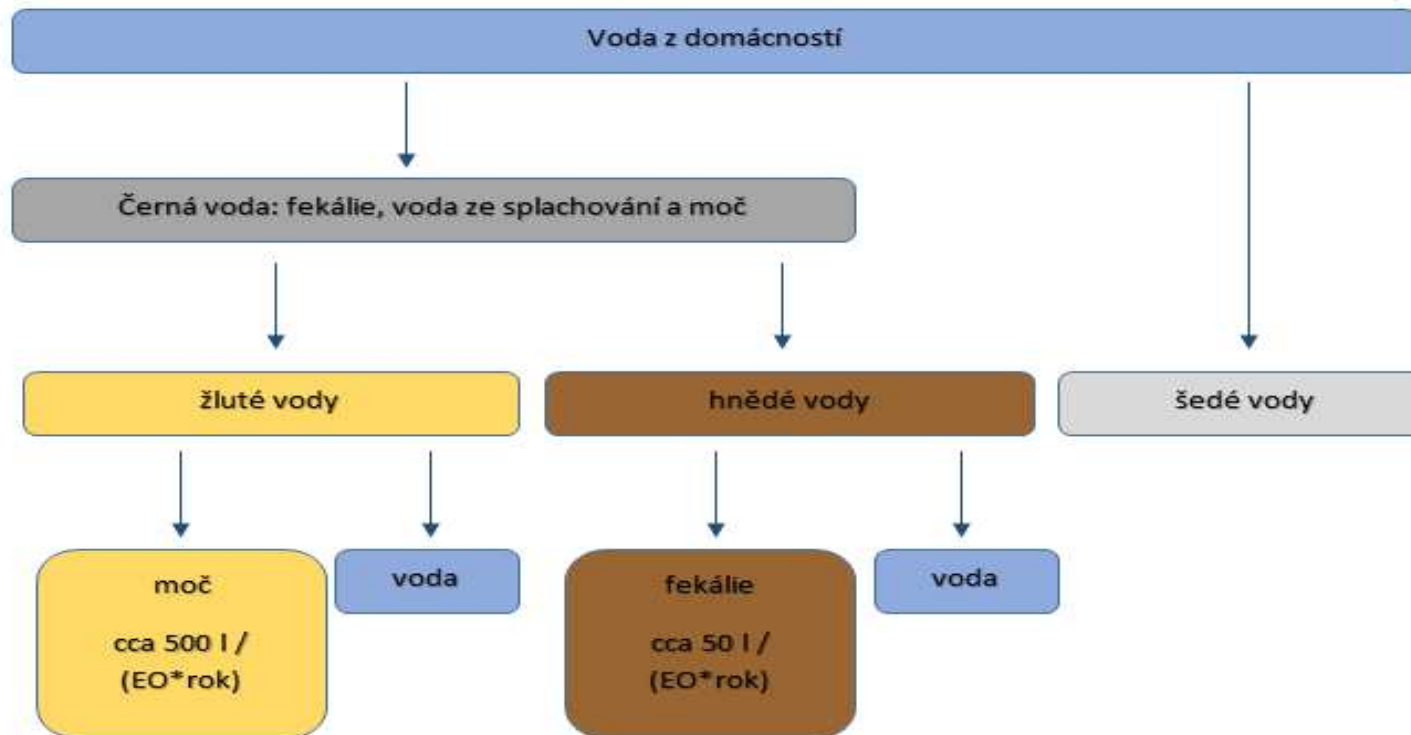 Voda z domácností
Černá voda: fekálie, voda ze splachování a moč
žluté vody
hnědé vody
šedé vody
moč
cca 500 l /
(EO*rok)
voda
fekálie
cca 50 l /
(EO*rok)
voda